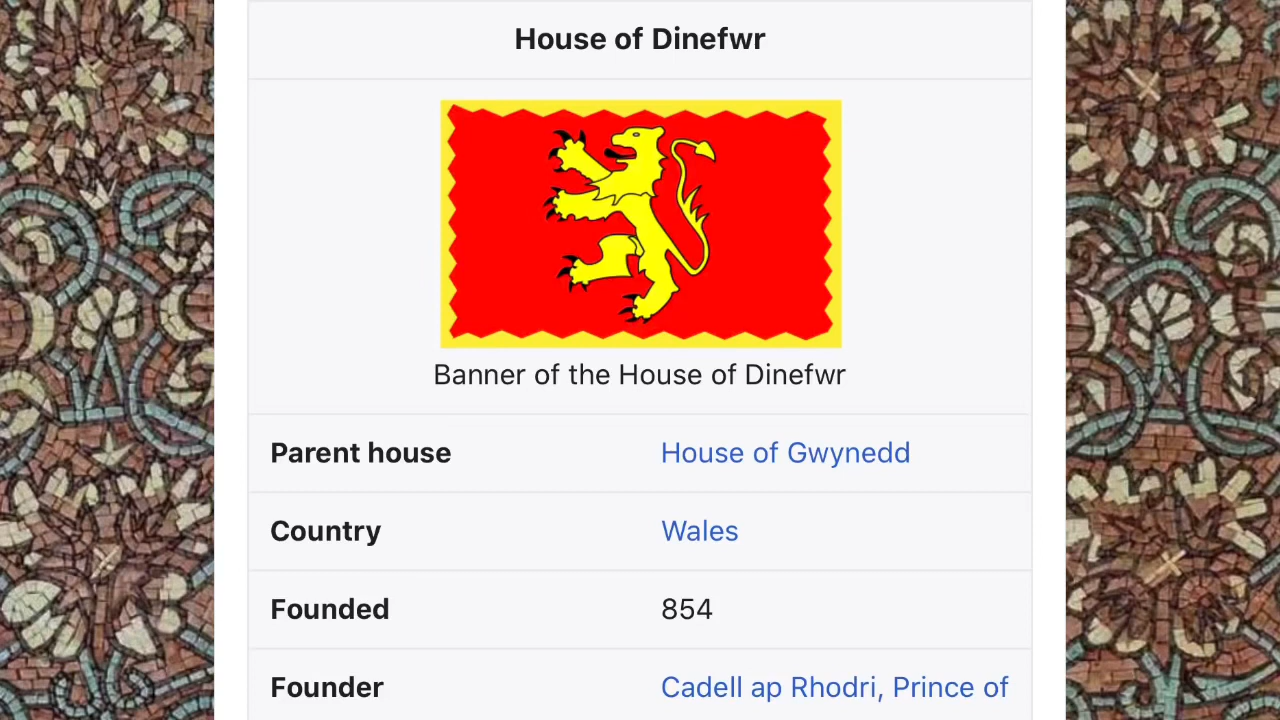 House of Dinefwr
Banner of the House of Dinefwr
Parent house House of Gwynedd
Country Wales
Founded 854
Founder Cadell ap Rhodri, Prince of